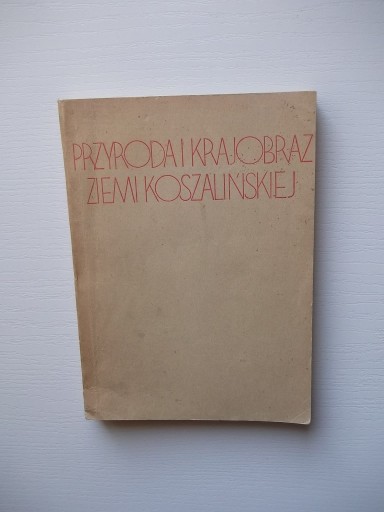 PRZYRODA I KRAJOBRAZ
ZIEMI KOSZALIŃSKIEJ